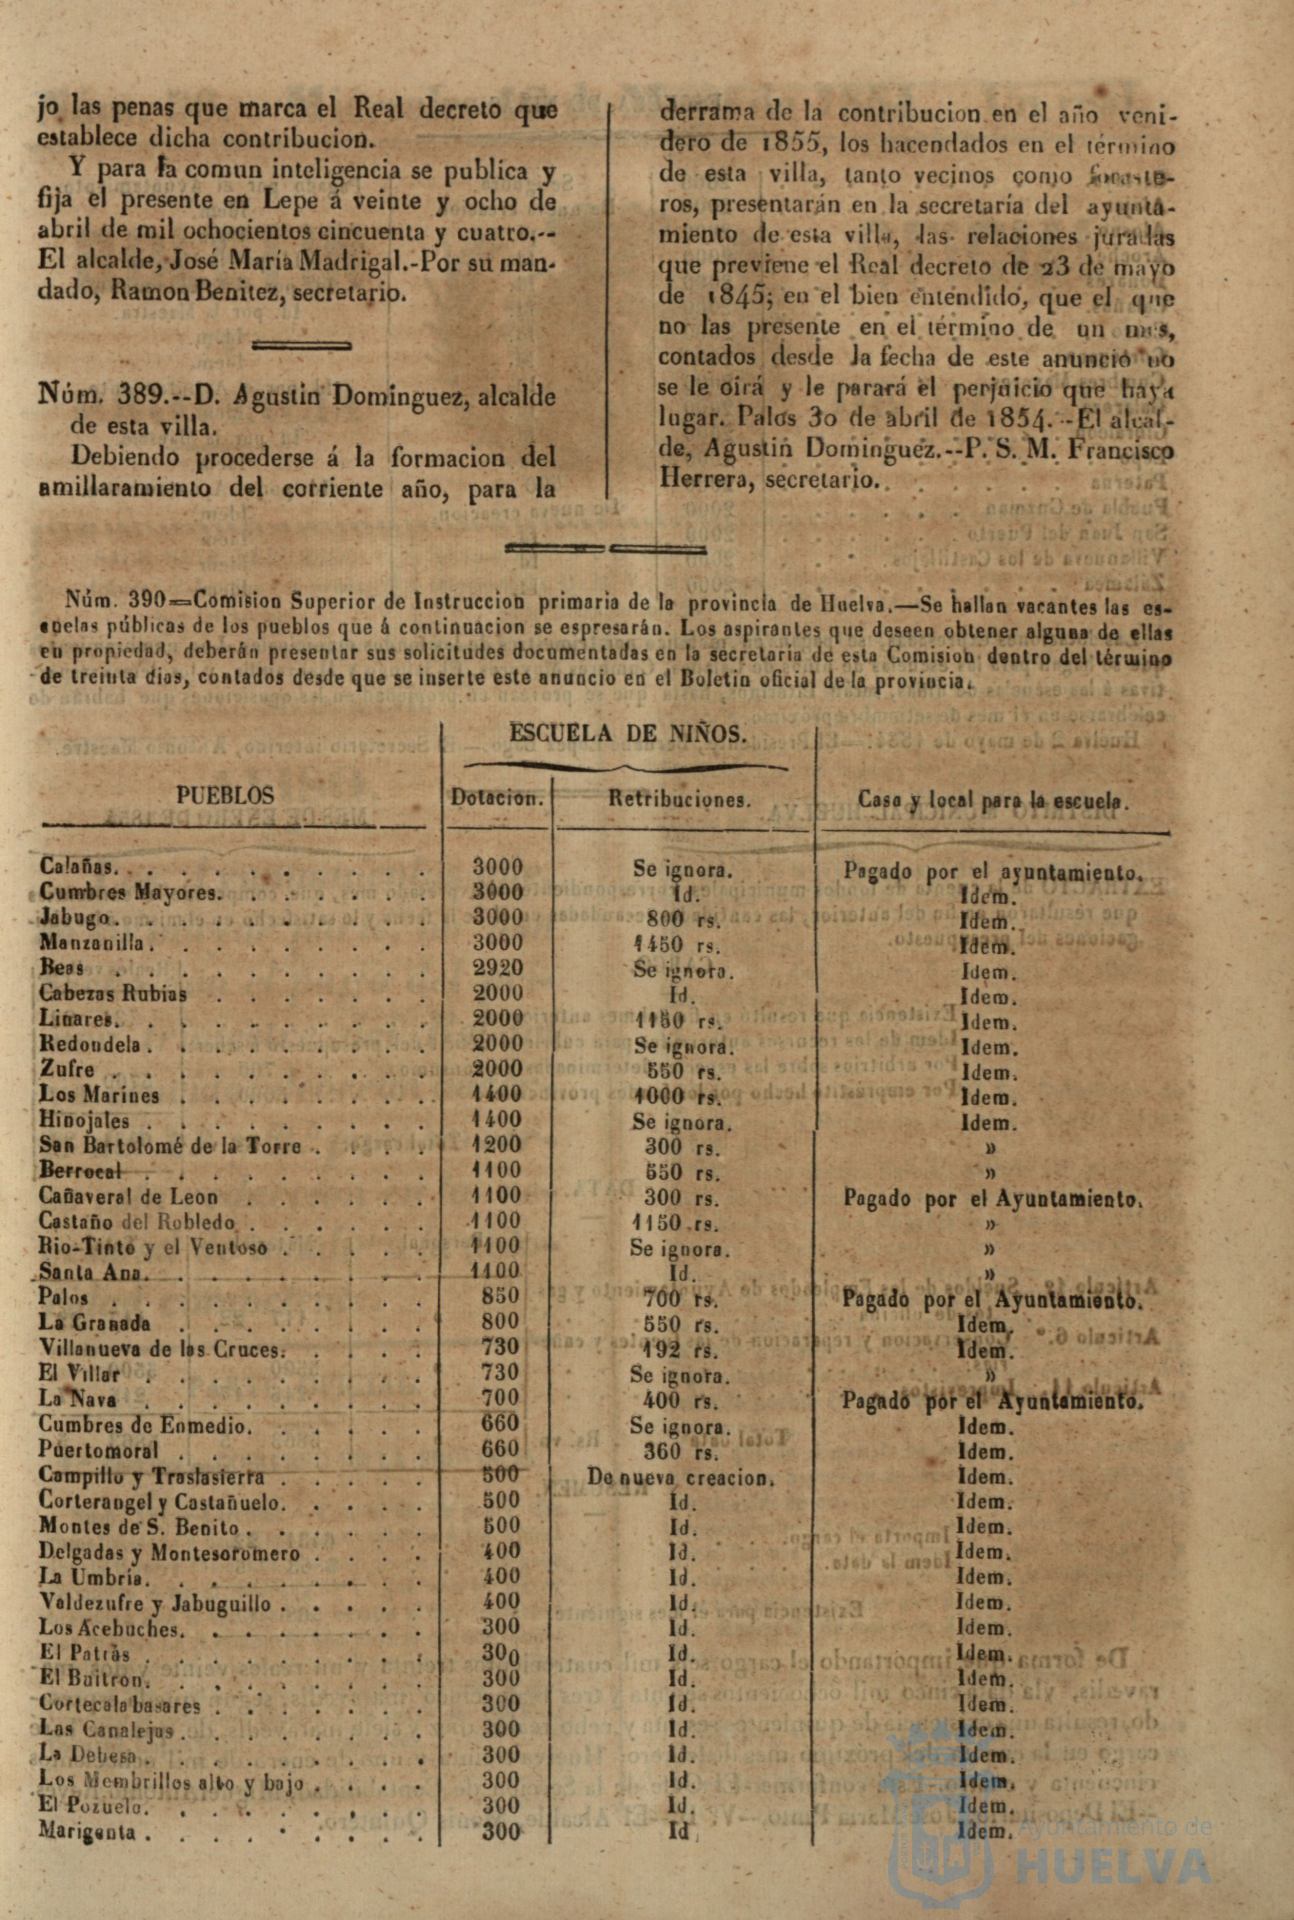 jo las penas que marca el Real decreto que
establece dicha contribucion.
Y para la comun inteligencia se publica y
fija el presente en Lepe á veinte y ocho de
abril de mil ochocientos cincuenta y cuatro.--
El alcalde, José María Madrigal.-Por su man-
dado, Ramon Benitez, secretario.
Núm. 389.--D. Agustin Dominguez, alcalde
de esta villa.
Debiendo procederse á la formacion del
amillaramiento del corriente año, para la
derrama de la contribucion en el año veni-
dero de 1855, los hacendados en el término
de esta villa, tanto vecinos como foraste-
ros, presentarán en la secretaría del ayunta-
miento de esta villa, las relaciones juradas
que previene el Real decreto de 23 de mayo
de 1845; en el bien entendido, que el que
no las presente en el término de un mes,
contados desde la fecha de este anuncio no
se le oirá y le parará el perjuicio que haya
lugar. Palos 30 de abril de 1854.--El alcal-
de, Agustin Dominguez.--P. S. M. Francisco
Herrera, secretario.
Núm. 390=Comision Superior de Instruccion primaria de la provincia de Huelva.—Se hallan vacantes las es-
cuelas públicas de los pueblos que á continuacion se espresarán. Los aspirantes que deseen obtener alguna de ellas
en propiedad, deberán presentar sus solicitudes documentadas en la secretaría de esta Comision dentro del término
de treinta dias, contados desde que se inserte este anuncio en el Boletin oficial de la provincia.
ESCUELA DE NIÑOS.
PUEBLOS Dotacion. Retribuciones. Casa y local para la escuela.
Calañas. . . . . . . . . . 3000 Se ignora. Pagado por el ayuntamiento.
Cumbres Mayores. . . . . . . 3000 Id. Idem.
Jabugo. . . . . . . . . . 3000 800 rs. Idem.
Manzanilla. . . . . . . . . 3000 1450 rs. Idem.
Beas . . . . . . . . . . 2920 Se ignora. Idem.
Cabezas Rubias . . . . . . . 2000 Id. Idem.
Linares. . . . . . . . . . 2000 1150 rs. Idem.
Redondela. . . . . . . . . 2000 Se ignora. Idem.
Zufre . . . . . . . . . . 2000 550 rs. Idem.
Los Marines . . . . . . . . 1400 1000 rs. Idem.
Hinojales . . . . . . . . . 1400 Se ignora. Idem.
San Bartolomé de la Torre . . . . 1200 300 rs. »
Berrocal . . . . . . . . . 1100 550 rs. »
Cañaveral de Leon . . . . . . 1100 300 rs. Pagado por el Ayuntamiento.
Castaño del Robledo . . . . . . 1100 1150 rs. »
Rio-Tinto y el Ventoso . . . . . 1100 Se ignora. »
Santa Ana. . . . . . . . . 1100 Id. »
Palos . . . . . . . . . . 850 700 rs. Pagado por el Ayuntamiento.
La Granada . . . . . . . . 800 550 rs. Idem.
Villanueva de las Cruces. . . . . 730 192 rs. Idem.
El Villar . . . . . . . . . 730 Se ignora. »
La Nava . . . . . . . . . 700 400 rs. Pagado por el Ayuntamiento.
Cumbres de Enmedio. . . . . . 660 Se ignora. Idem.
Puertomoral . . . . . . . . 660 360 rs. Idem.
Campillo y Traslasierra . . . . . 500 De nueva creacion. Idem.
Corterangel y Castañuelo. . . . . 500 Id. Idem.
Montes de S. Benito . . . . . . 500 Id. Idem.
Delgadas y Montesoromero . . . . 400 Id. Idem.
La Umbría. . . . . . . . . 400 Id. Idem.
Valdezufre y Jabuguillo . . . . . 400 Id. Idem.
Los Acebuches. . . . . . . . 300 Id. Idem.
El Patrás . . . . . . . . . 300 Id. Idem.
El Buitron. . . . . . . . . 300 Id. Idem.
Cortecalabasares . . . . . . . 300 Id. Idem.
Las Canalejas . . . . . . . . 300 Id. Idem.
La Dehesa. . . . . . . . . 300 Id. Idem.
Los Membrillos alto y bajo . . . . 300 Id. Idem.
El Pozuelo. . . . . . . . . 300 Id. Idem.
Marigenta . . . . . . . . . 300 Id Idem.
Ayuntamiento de
HUELVA